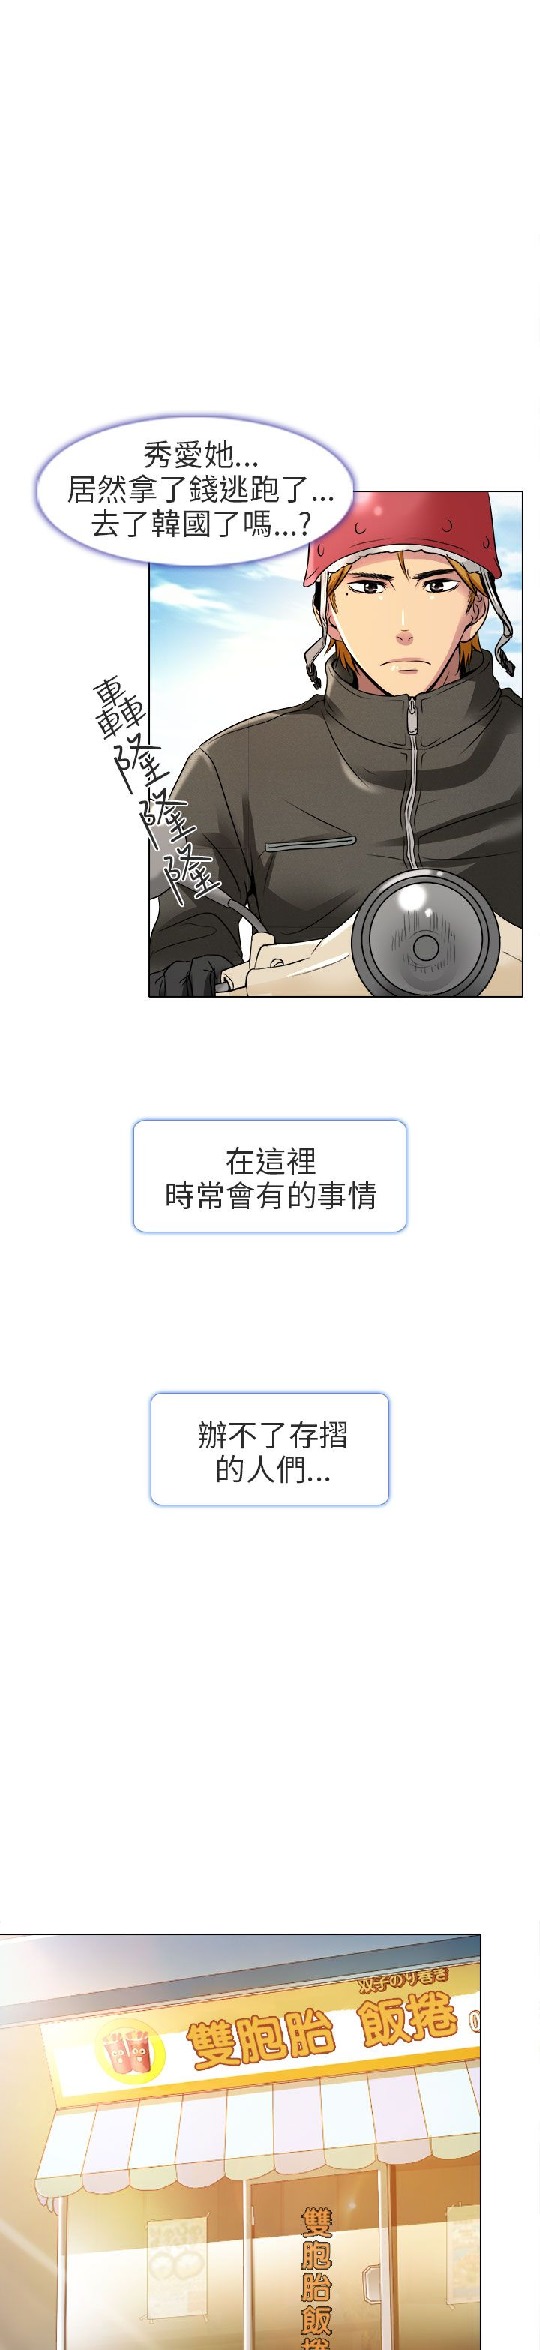 秀愛她...
居然拿了錢逃跑了...
去了韓國了嗎...?
轟隆隆隆
在這裡
時常會有的事情
辦不了存摺
的人們...
双子のり巻き
雙胞胎 飯捲
雙胞胎飯捲